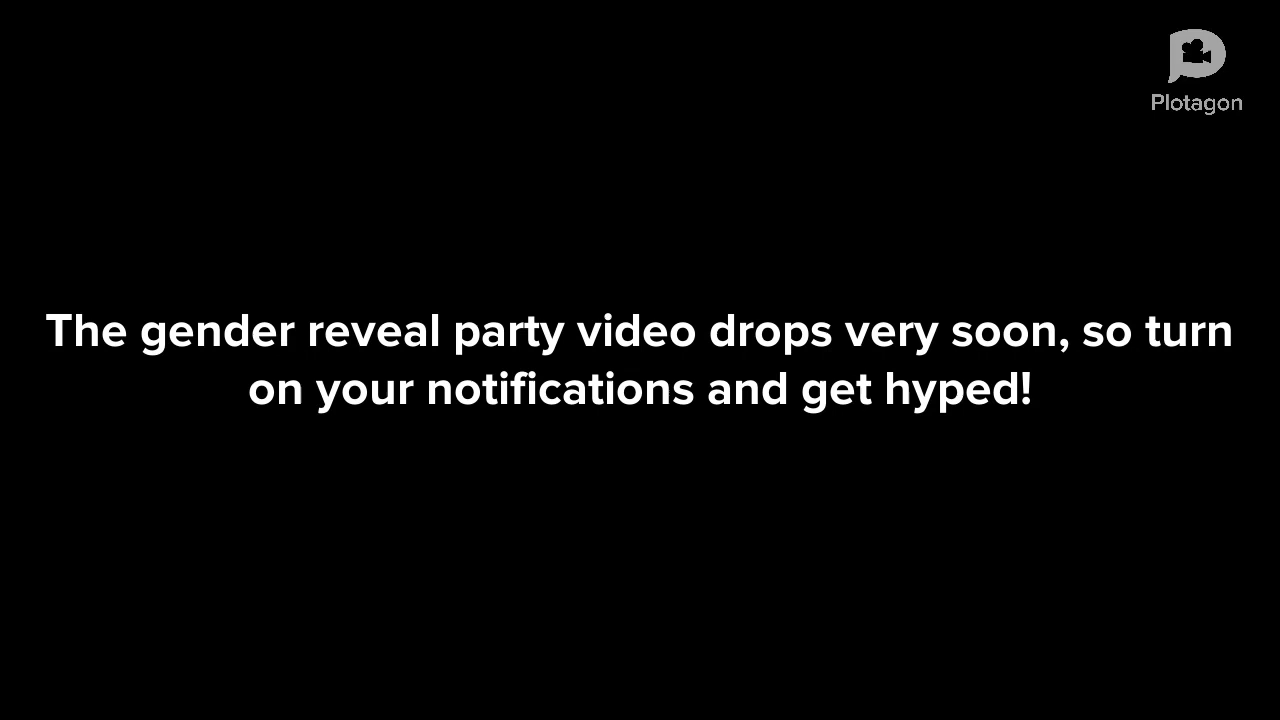 Plotagon
The gender reveal party video drops very soon, so turn
on your notifications and get hyped!